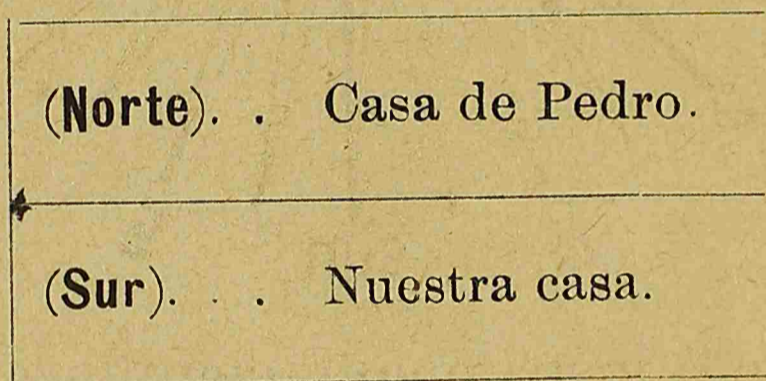 (Norte). . Casa de Pedro.
(Sur). . . Nuestra casa.